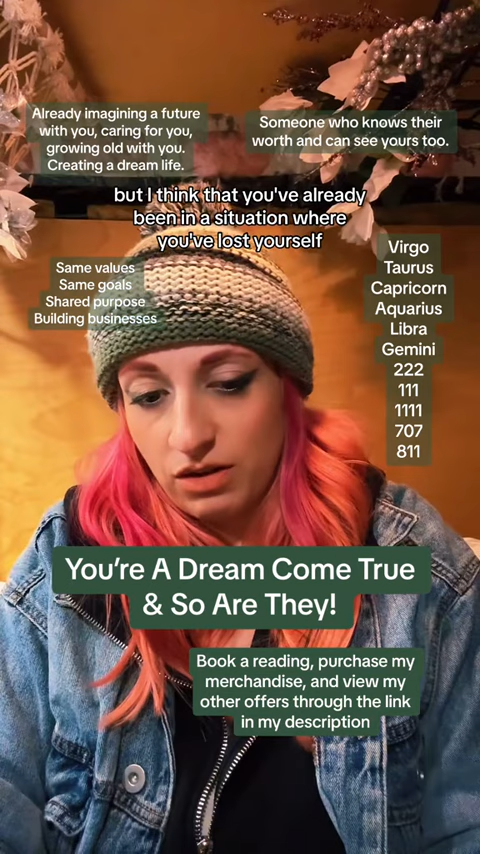 Already imagining a future
with you, caring for you,
growing old with you.
Creating a dream life.
Someone who knows their
worth and can see yours too.
but I think that you've already
been in a situation where
you've lost yourself
Same values
Same goals
Shared purpose
Building businesses
Virgo
Taurus
Capricorn
Aquarius
Libra
Gemini
222
111
1111
707
811
You’re A Dream Come True
& So Are They!
Book a reading, purchase my
merchandise, and view my
other offers through the link
in my description